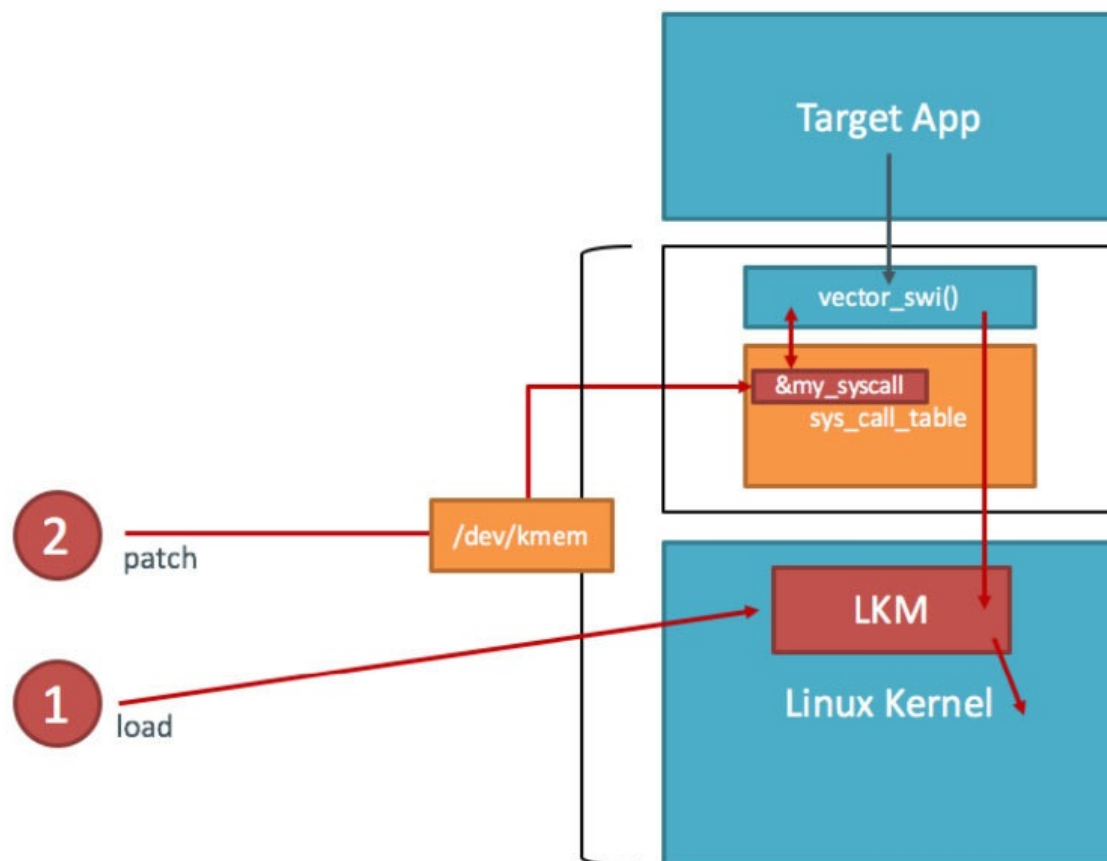 Target App
vector_swi()
&my_syscall
sys_call_table
2
patch
/dev/kmem
LKM
1
load
Linux Kernel